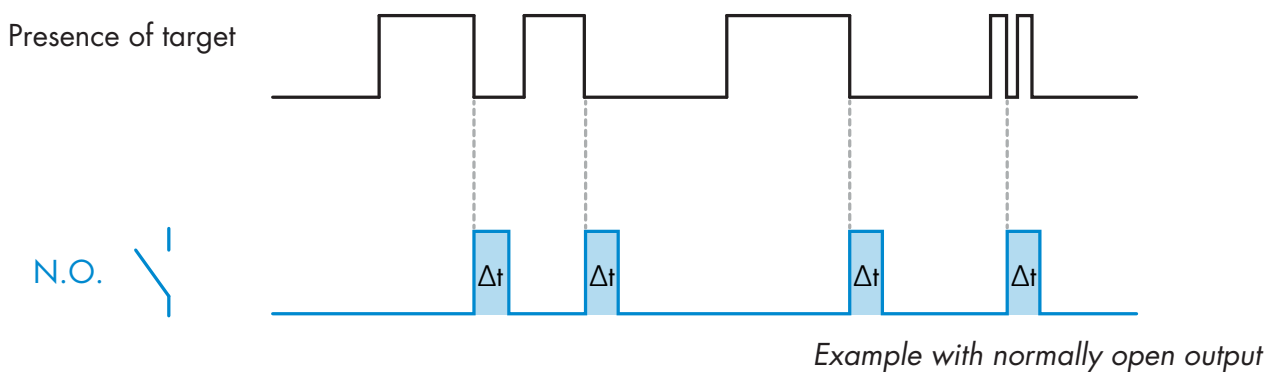 Presence of target
N.O.
Δt Δt Δt Δt
Example with normally open output